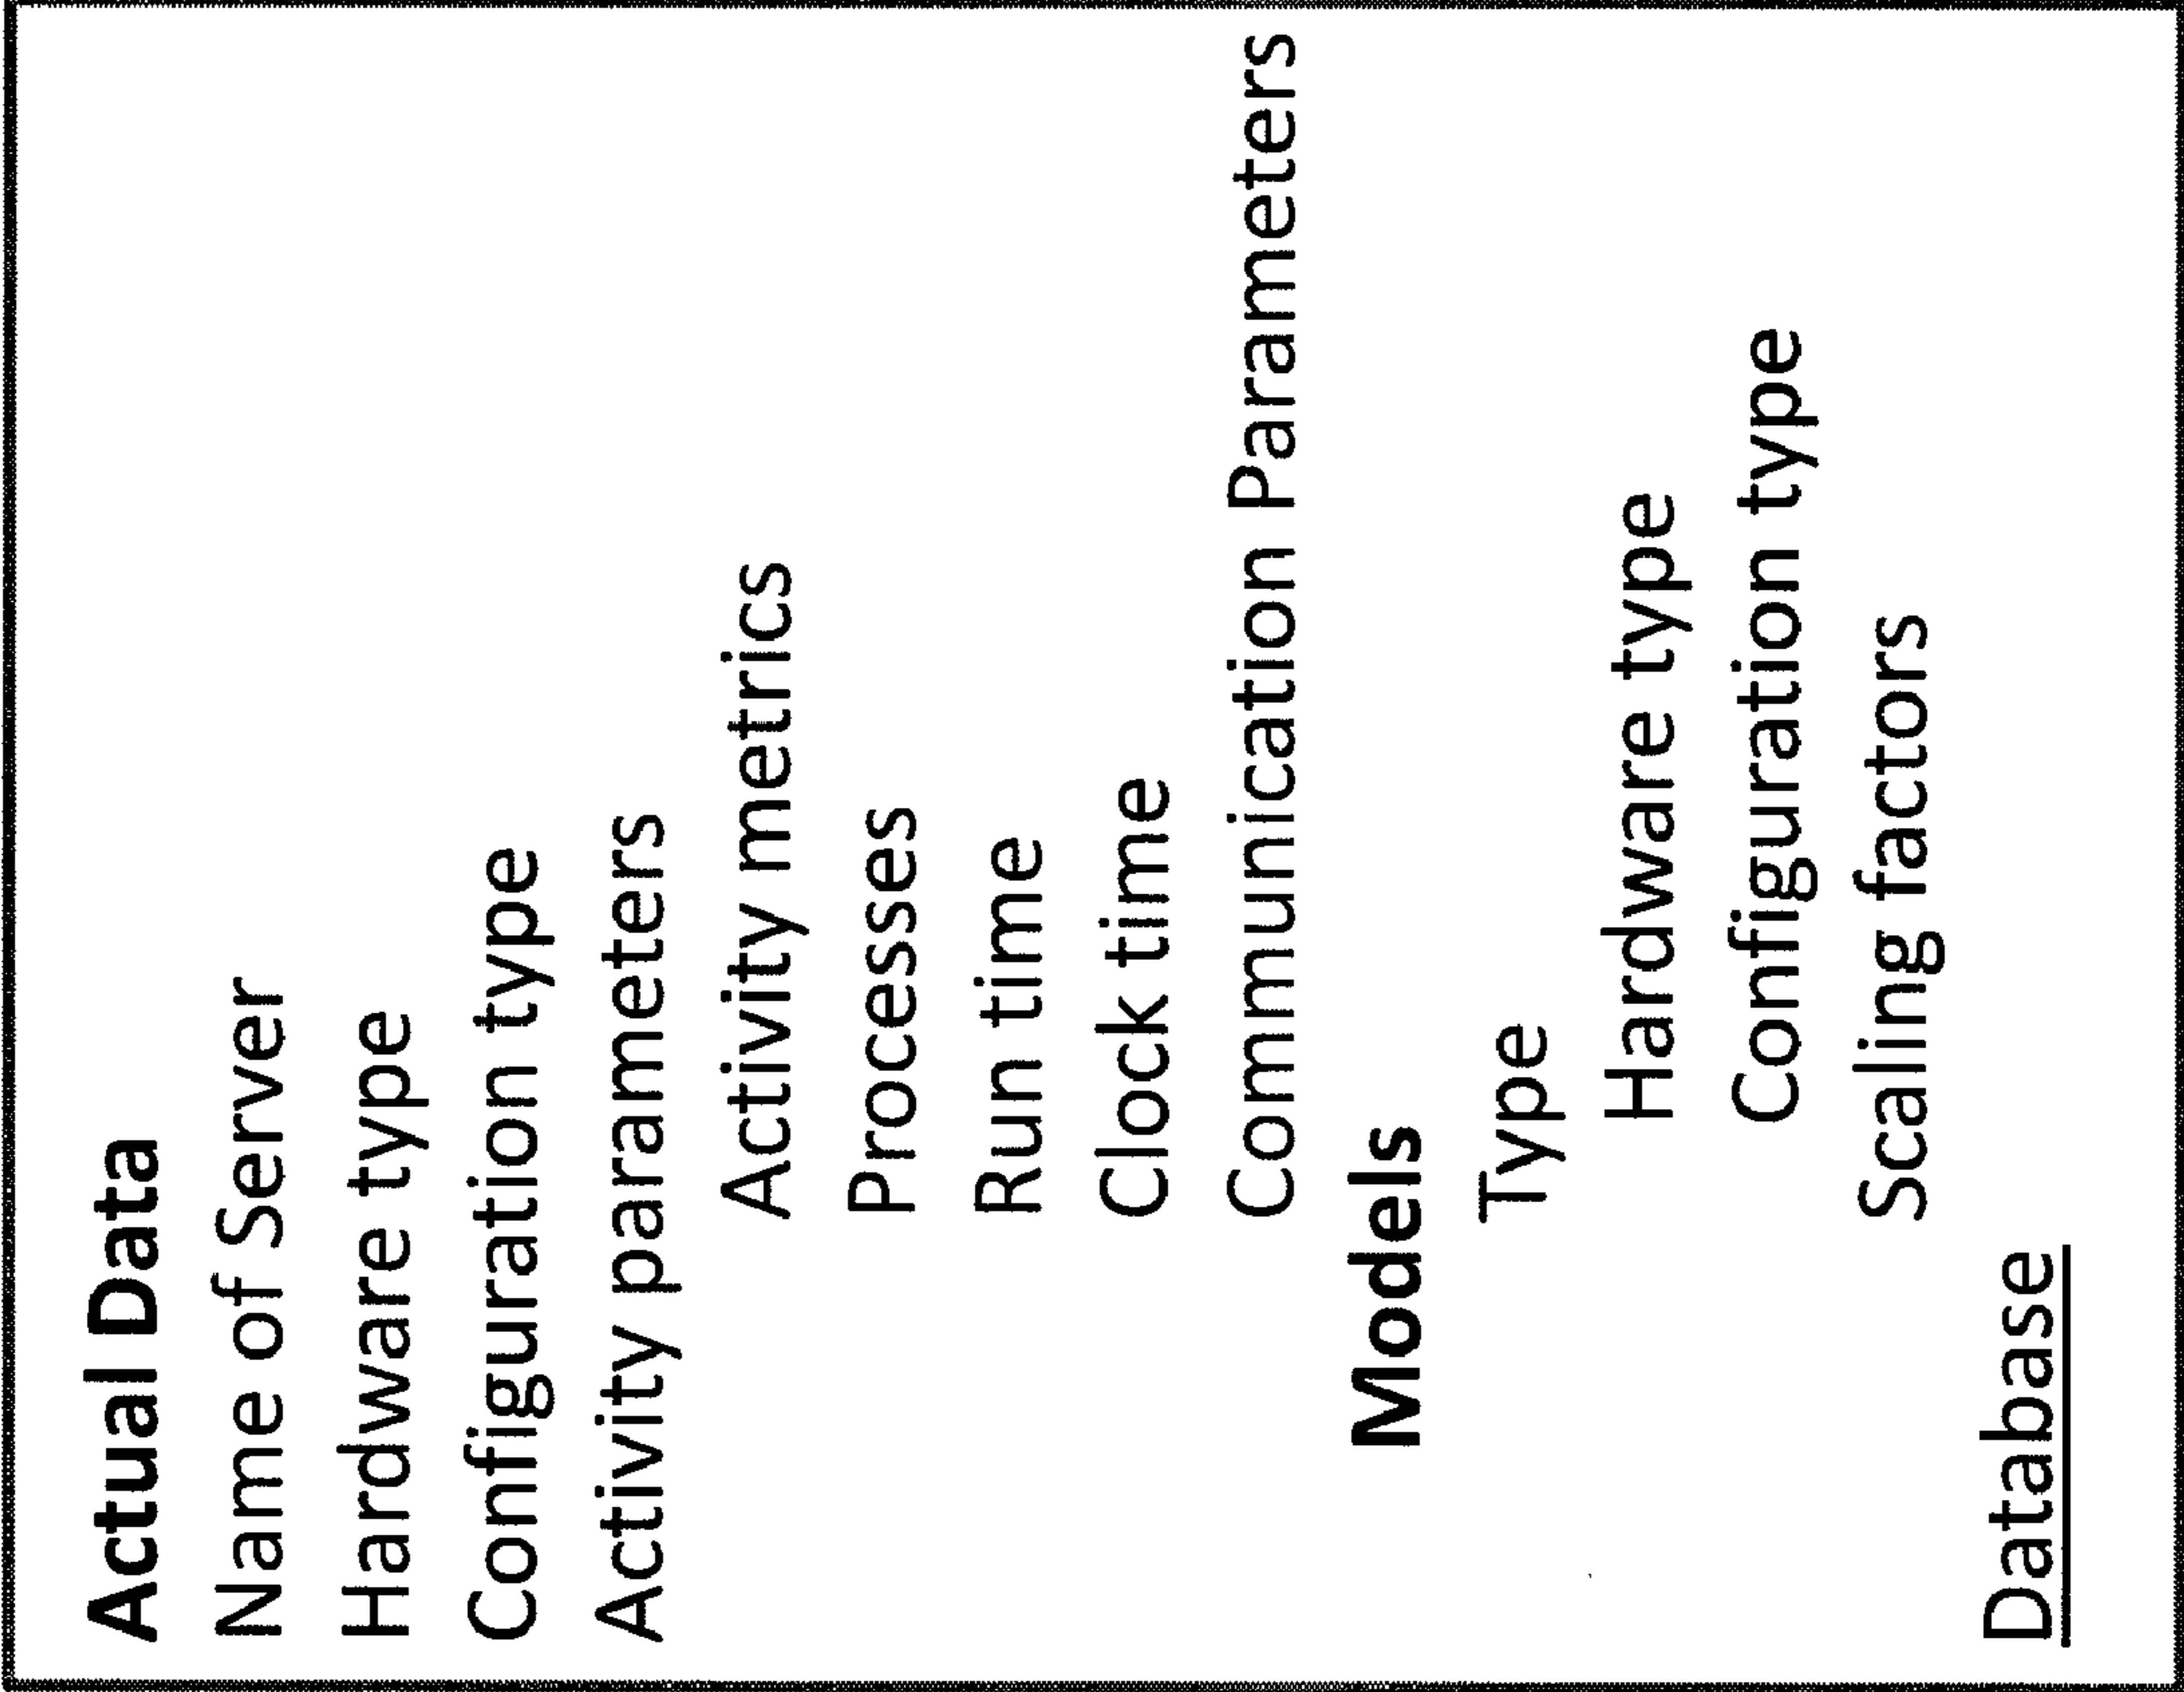 Actual Data
Name of Server
Hardware type
Configuration type
Activity parameters
Activity metrics
Processes
Run time
Clock time
Communication Parameters
Models
Type
Hardware type
Configuration type
Scaling factors
Database